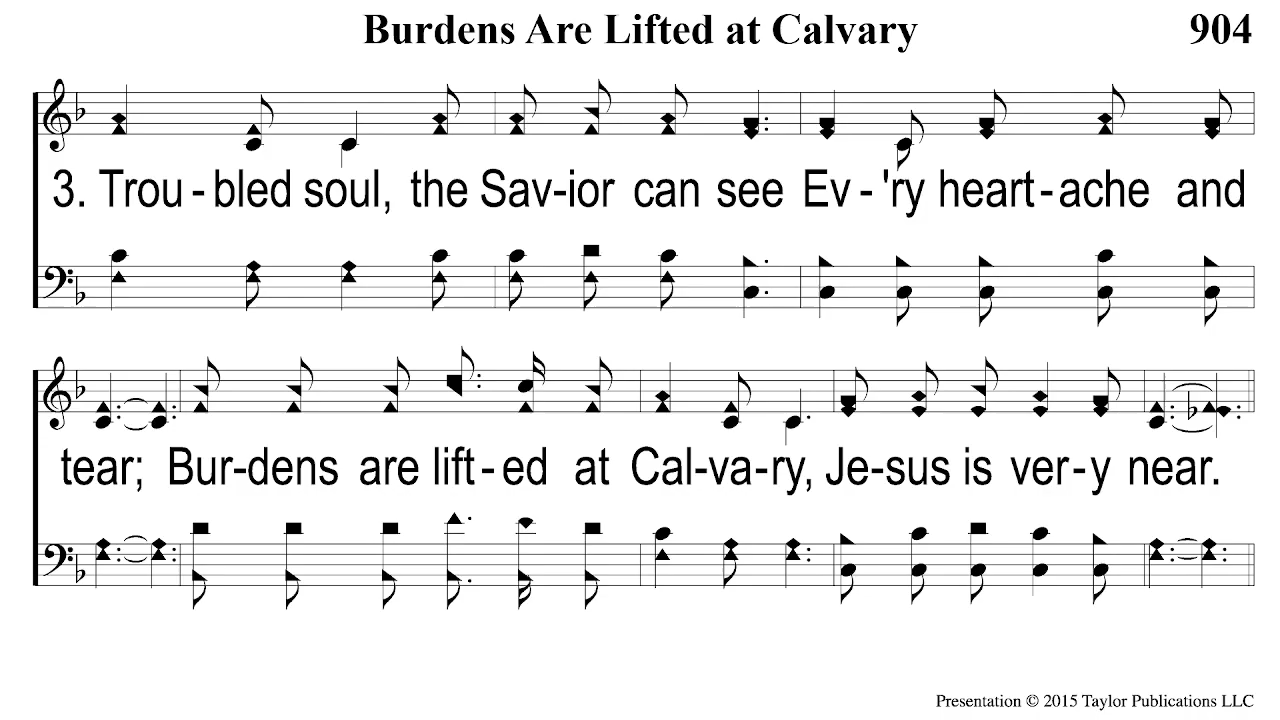 Burdens Are Lifted at Calvary 904
3. Trou - bled soul, the Sav-ior can see Ev - 'ry heart-ache and
tear; Bur-dens are lift-ed at Cal-va-ry, Je-sus is ver-y near.
Presentation © 2015 Taylor Publications LLC